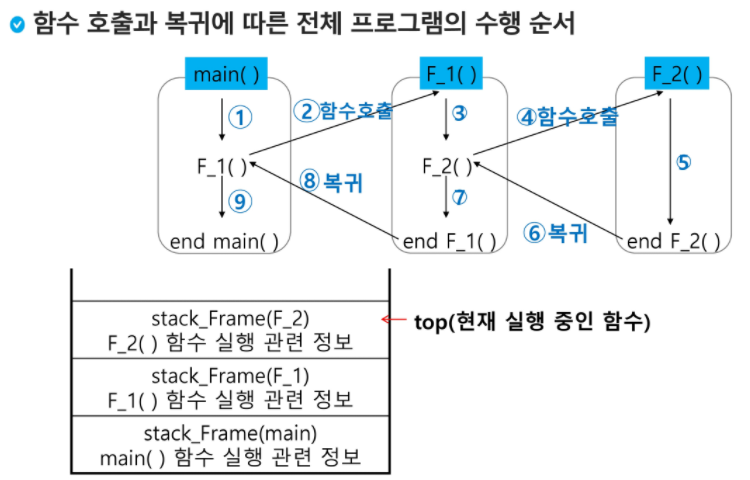 함수 호출과 복귀에 따른 전체 프로그램의 수행 순서
main( )
F_1( )
F_2( )
①
②함수호출
③
④함수호출
F_1( )
F_2( )
⑤
⑧복귀
⑨
⑦
⑥복귀
end main( )
end F_1( )
end F_2( )
stack_Frame(F_2)
F_2( ) 함수 실행 관련 정보
top(현재 실행 중인 함수)
stack_Frame(F_1)
F_1( ) 함수 실행 관련 정보
stack_Frame(main)
main( ) 함수 실행 관련 정보